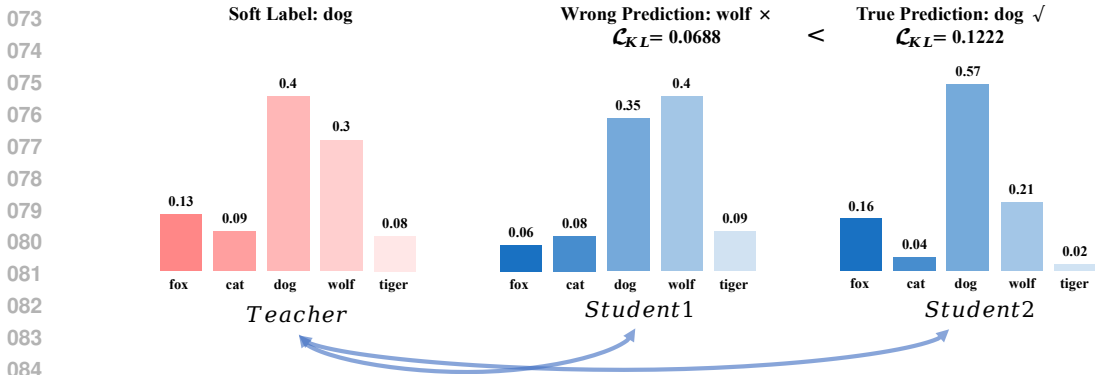 073
074
075
076
077
078
079
080
081
082
083
084
Soft Label: dog
0.13
0.09
0.4
0.3
0.08
fox cat dog wolf tiger
Teacher
Wrong Prediction: wolf ×
𝓛KL= 0.0688
0.06
0.08
0.35
0.4
0.09
fox cat dog wolf tiger
Student1
<
True Prediction: dog √
𝓛KL= 0.1222
0.16
0.04
0.57
0.21
0.02
fox cat dog wolf tiger
Student2